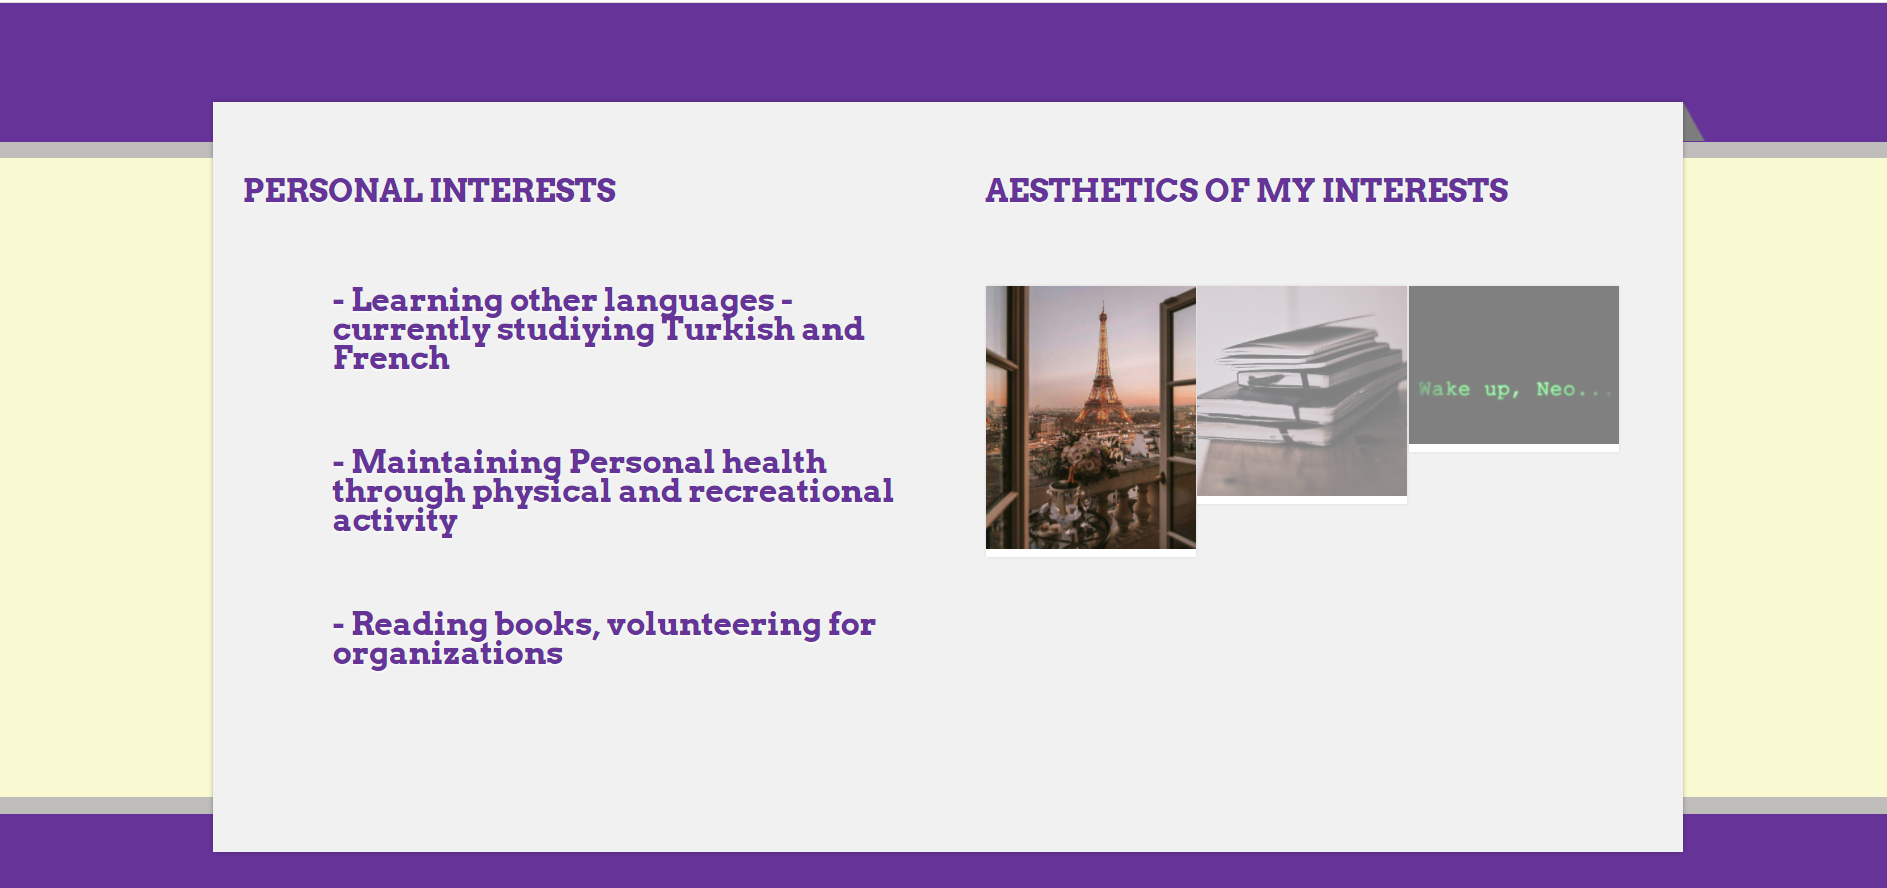 PERSONAL INTERESTS
- Learning other languages -
currently studiying Turkish and
French
- Maintaining Personal health
through physical and recreational
activity
- Reading books, volunteering for
organizations
AESTHETICS OF MY INTERESTS
Wake up, Neo...